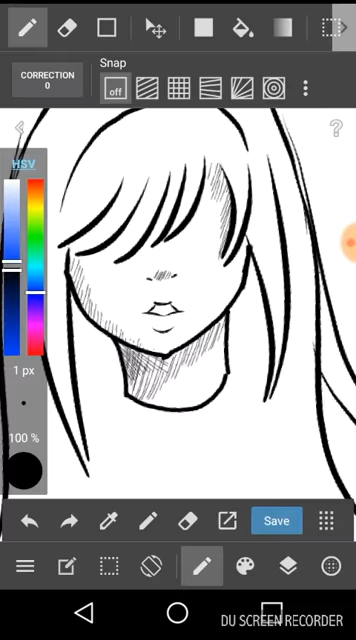 CORRECTION
0
Snap
off
HSV
?
1 px
100 %
Save
DU SCREEN RECORDER